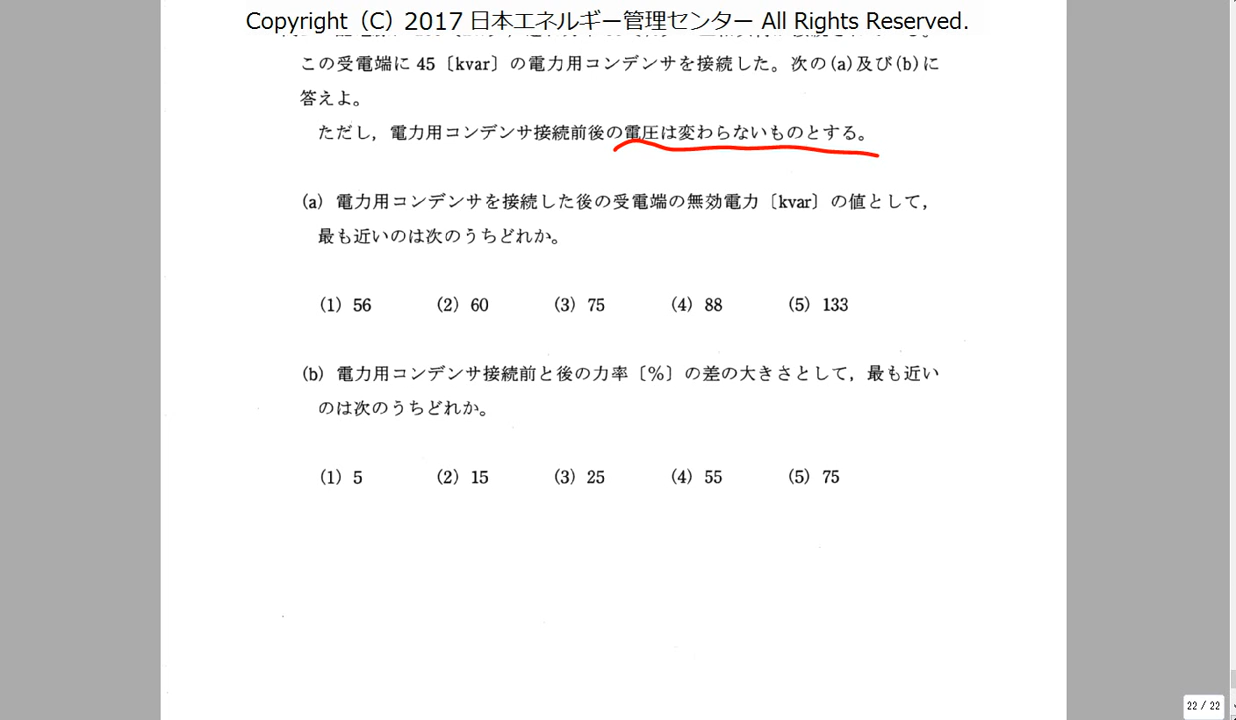 Copyright (C) 2017 日本エネルギー管理センター All Rights Reserved.
この受電端に 45〔kvar〕の電力用コンデンサを接続した。次の(a)及び(b)に
答えよ。
ただし，電力用コンデンサ接続前後の電圧は変わらないものとする。
(a) 電力用コンデンサを接続した後の受電端の無効電力〔kvar〕の値として，
最も近いのは次のうちどれか。
(1) 56 (2) 60 (3) 75 (4) 88 (5) 133
(b) 電力用コンデンサ接続前と後の力率〔％〕の差の大きさとして，最も近い
のは次のうちどれか。
(1) 5 (2) 15 (3) 25 (4) 55 (5) 75
22 / 22